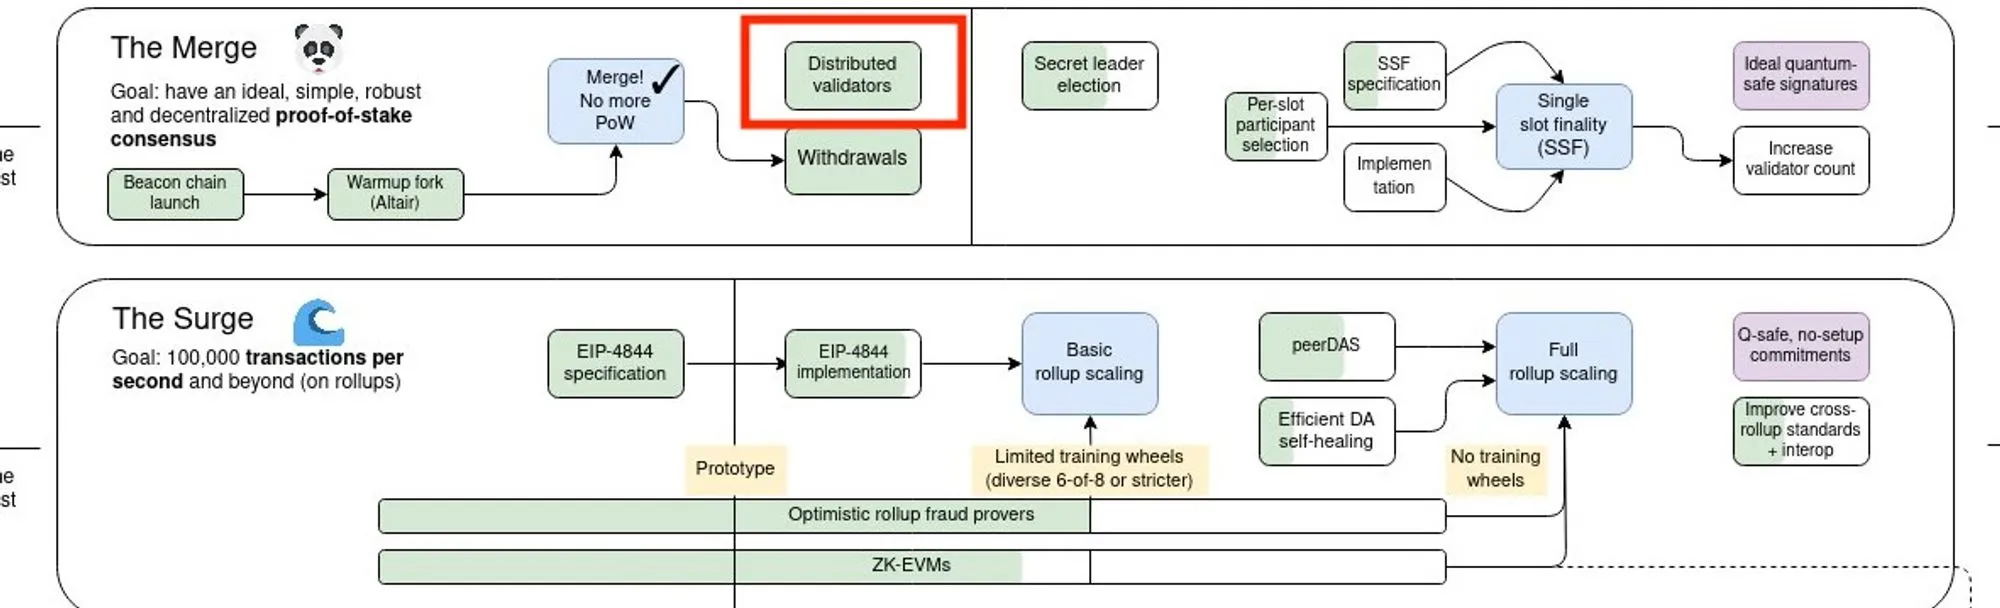 The Merge
Goal: have an ideal, simple, robust
and decentralized proof-of-stake
consensus
Beacon chain
launch
Warmup fork
(Altair)
Merge!
No more
PoW
Distributed
validators
Withdrawals
Secret leader
election
Per-slot
participant
selection
SSF
specification
Implemen
tation
Single
slot finality
(SSF)
Ideal quantum-
safe signatures
Increase
validator count
The Surge
Goal: 100,000 transactions per
second and beyond (on rollups)
EIP-4844
specification
EIP-4844
implementation
Basic
rollup scaling
peerDAS
Efficient DA
self-healing
Full
rollup scaling
Q-safe, no-setup
commitments
Improve cross-
rollup standards
+ interop
Prototype
Limited training wheels
(diverse 6-of-8 or stricter)
No training
wheels
Optimistic rollup fraud provers
ZK-EVMs